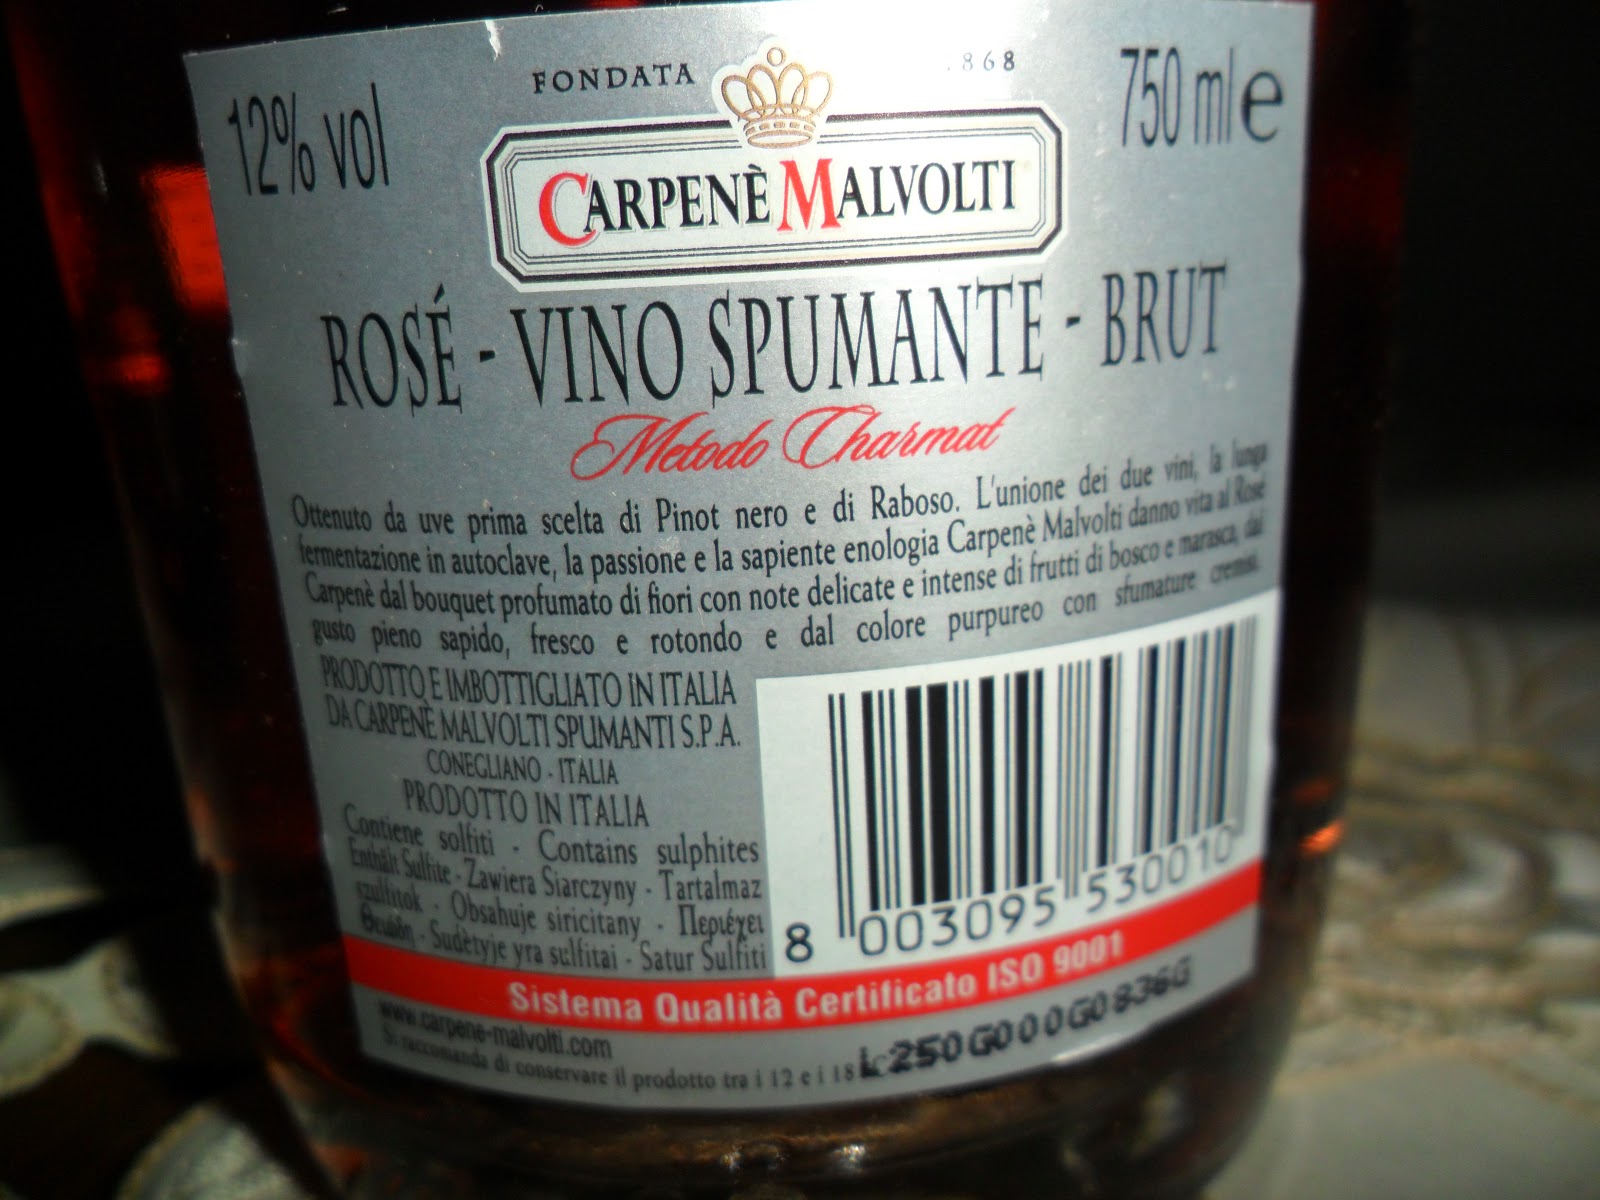 FONDATA 868
12% vol
750 ml e
CARPENÈ MALVOLTI
ROSÉ - VINO SPUMANTE - BRUT
Metodo Charmat
Ottenuto da uve prima scelta di Pinot nero e di Raboso. L'unione dei due vini, la lunga
fermentazione in autoclave, la passione e la sapiente enologia Carpenè Malvolti danno vita al Rosé
Carpenè dal bouquet profumato di fiori con note delicate e intense di frutti di bosco e marasca, dal
gusto pieno sapido, fresco e rotondo e dal colore purpureo con sfumature cremisi.
PRODOTTO E IMBOTTIGLIATO IN ITALIA
DA CARPENÈ MALVOLTI SPUMANTI S.P.A.
CONEGLIANO - ITALIA
PRODOTTO IN ITALIA
Contiene solfiti - Contains sulphites
Enthält Sulfite - Zawiera Siarczyny - Tartalmaz
szulfitok - Obsahuje siricitany - Περιέχει
Θειώδη - Sudėtyje yra sulfitai - Satur Sulfiti
8 003095 530010
Sistema Qualità Certificato ISO 9001
www.carpene-malvolti.com
Si raccomanda di conservare il prodotto tra i 12 e i 18